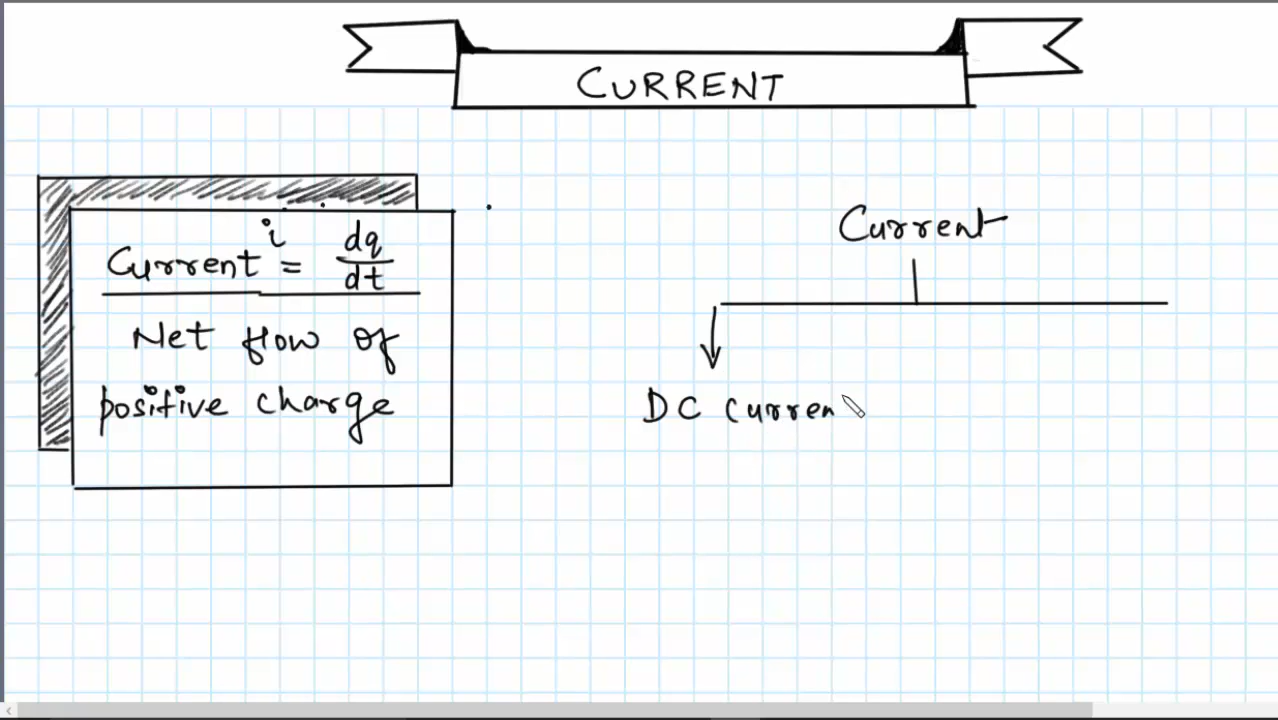 CURRENT
Current i = dq/dt
Net flow of
positive charge
Current
DC curren